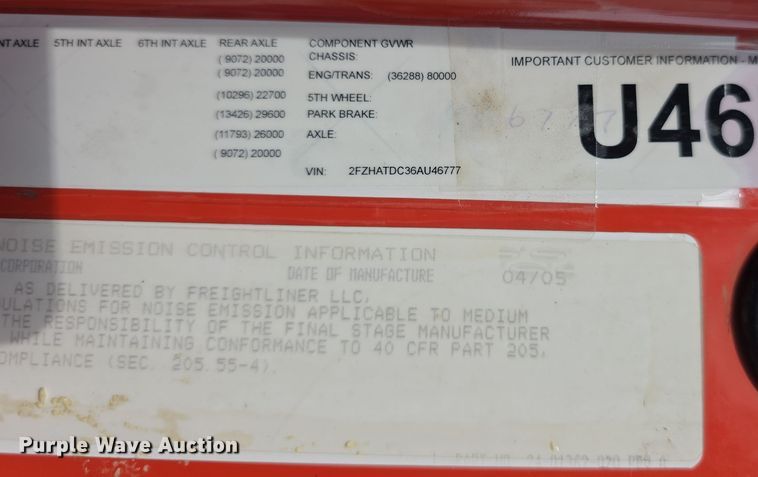 NT AXLE 5TH INT AXLE 6TH INT AXLE REAR AXLE COMPONENT GVWR
( 9072) 20000 CHASSIS:
( 9072) 20000 ENG/TRANS: (36288) 80000
(10296) 22700 5TH WHEEL:
(13426) 29600 PARK BRAKE:
(11793) 26000 AXLE:
( 9072) 20000
VIN: 2FZHATDC36AU46777
IMPORTANT CUSTOMER INFORMATION - M
U46
NOISE EMISSION CONTROL INFORMATION
CORPORATION DATE OF MANUFACTURE 04/05
AS DELIVERED BY FREIGHTLINER LLC,
ULATIONS FOR NOISE EMISSION APPLICABLE TO MEDIUM
THE RESPONSIBILITY OF THE FINAL STAGE MANUFACTURER
WHILE MAINTAINING CONFORMANCE TO 40 CFR PART 205,
OMPLIANCE (SEC. 205.55-4).
Purple Wave Auction